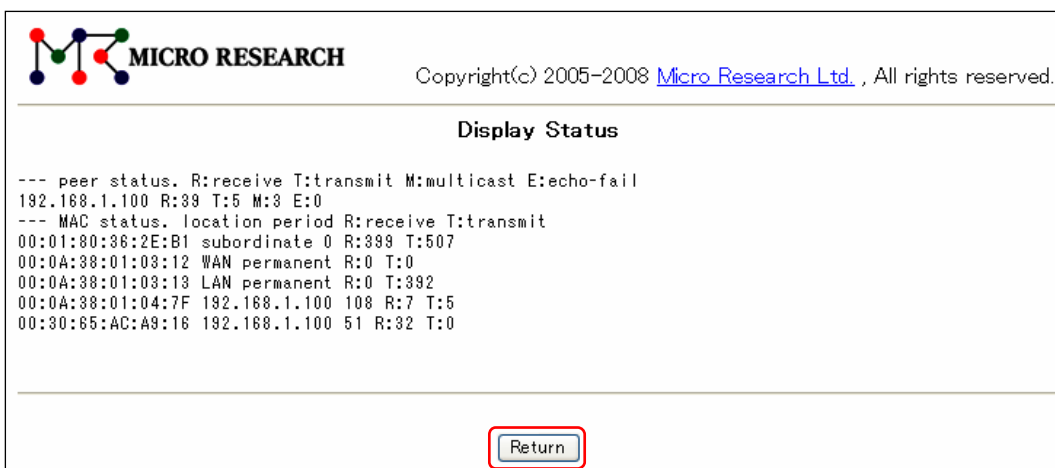 MICRO RESEARCH
Copyright(c) 2005-2008 Micro Research Ltd. , All rights reserved.
Display Status
--- peer status. R:receive T:transmit M:multicast E:echo-fail
192.168.1.100 R:39 T:5 M:3 E:0
--- MAC status. location period R:receive T:transmit
00:01:80:36:2E:B1 subordinate 0 R:399 T:507
00:0A:38:01:03:12 WAN permanent R:0 T:0
00:0A:38:01:03:13 LAN permanent R:0 T:392
00:0A:38:01:04:7F 192.168.1.100 108 R:7 T:5
00:30:65:AC:A9:16 192.168.1.100 51 R:32 T:0
Return